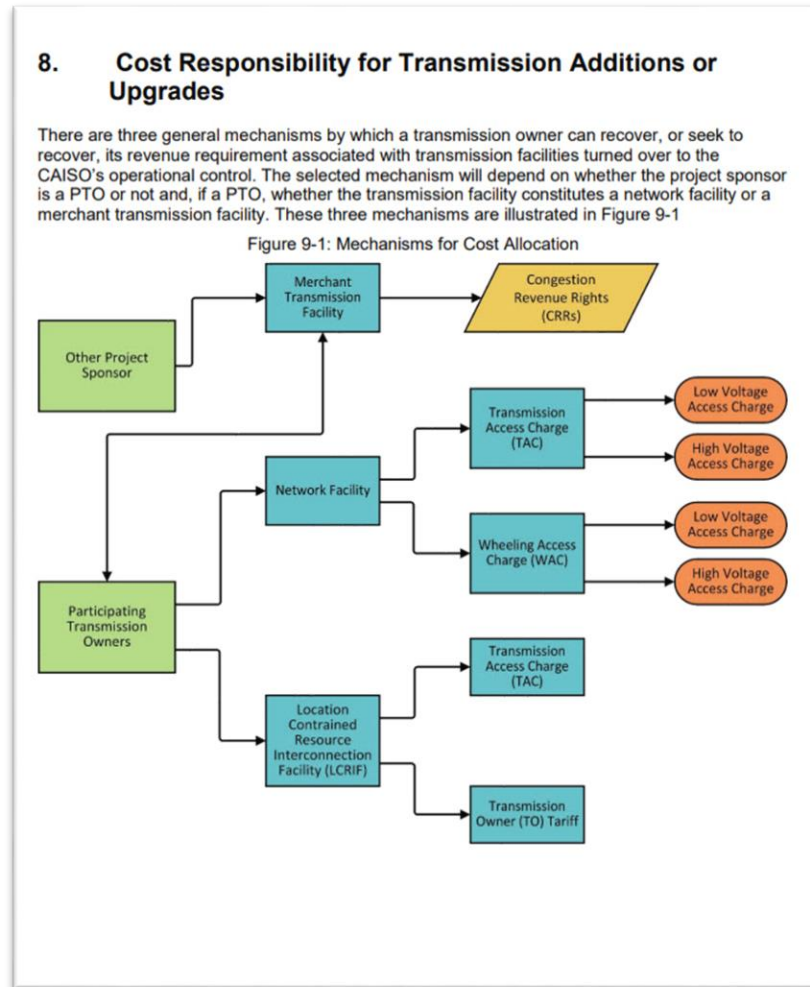 8. Cost Responsibility for Transmission Additions or
Upgrades
There are three general mechanisms by which a transmission owner can recover, or seek to
recover, its revenue requirement associated with transmission facilities turned over to the
CAISO's operational control. The selected mechanism will depend on whether the project sponsor
is a PTO or not and, if a PTO, whether the transmission facility constitutes a network facility or a
merchant transmission facility. These three mechanisms are illustrated in Figure 9-1
Figure 9-1: Mechanisms for Cost Allocation
Merchant
Transmission
Facility
Congestion
Revenue Rights
(CRRs)
Other Project
Sponsor
Transmission
Access Charge
(TAC)
Low Voltage
Access Charge
High Voltage
Access Charge
Network Facility
Wheeling Access
Charge (WAC)
Low Voltage
Access Charge
High Voltage
Access Charge
Participating
Transmission
Owners
Transmission
Access Charge
(TAC)
Location
Contrained
Resource
Interconnection
Facility (LCRIF)
Transmission
Owner (TO) Tariff